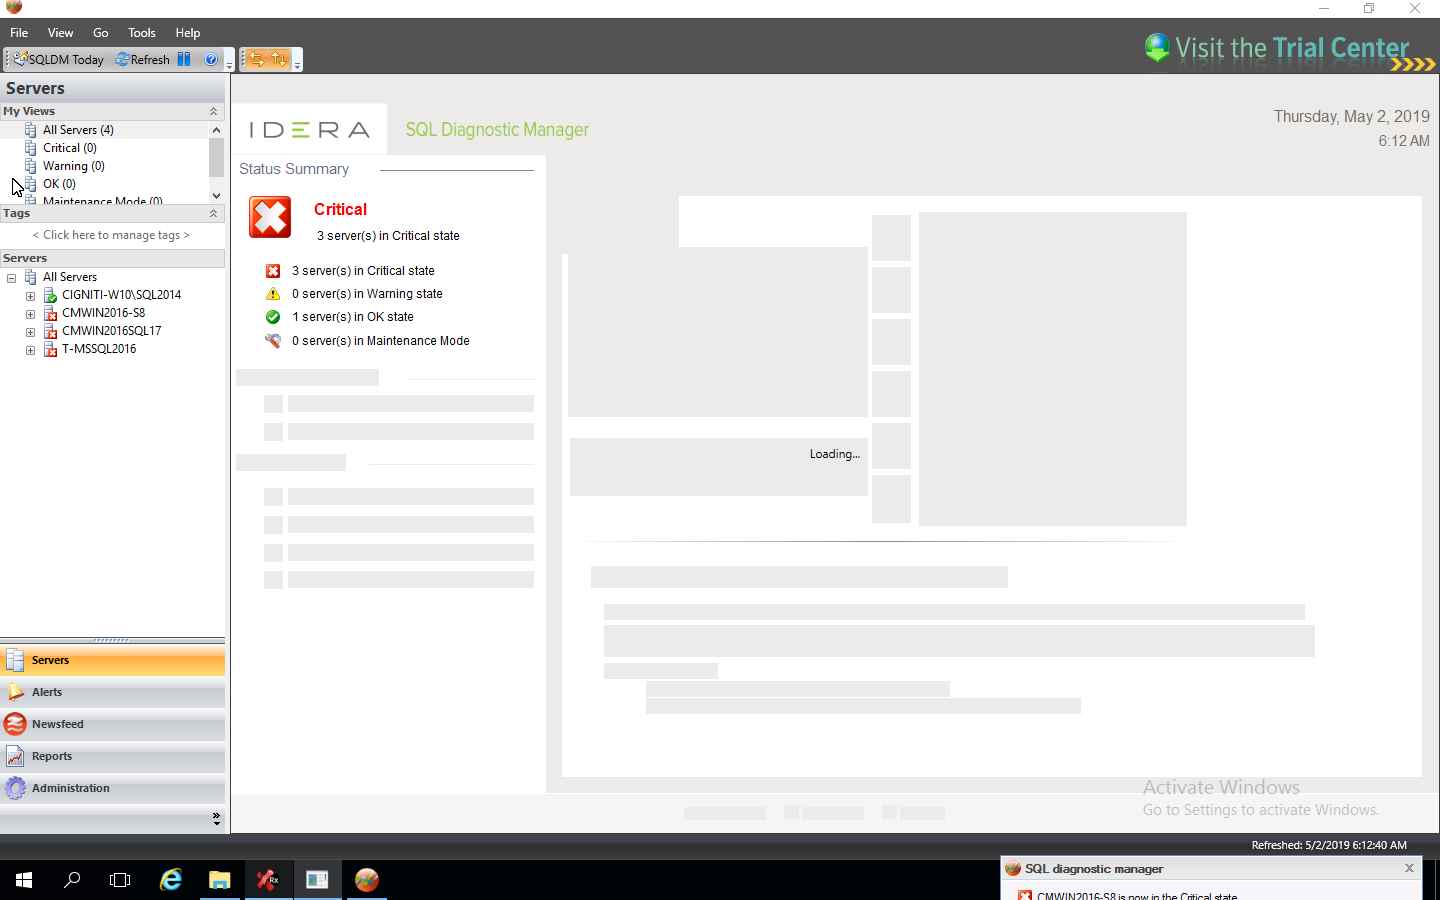 File View Go Tools Help
SQLDM Today Refresh
Visit the Trial Center
Servers
My Views
All Servers (4)
Critical (0)
Warning (0)
OK (0)
Maintenance Mode (0)
Tags
< Click here to manage tags >
Servers
All Servers
CIGNITI-W10\SQL2014
CMWIN2016-S8
CMWIN2016SQL17
T-MSSQL2016
Servers
Alerts
Newsfeed
Reports
Administration
IDERA SQL Diagnostic Manager
Thursday, May 2, 2019
6:12 AM
Status Summary
Critical
3 server(s) in Critical state
3 server(s) in Critical state
0 server(s) in Warning state
1 server(s) in OK state
0 server(s) in Maintenance Mode
Loading...
Activate Windows
Go to Settings to activate Windows.
Refreshed: 5/2/2019 6:12:40 AM
Rx
SQL diagnostic manager
CMWIN2016-S8 is now in the Critical state